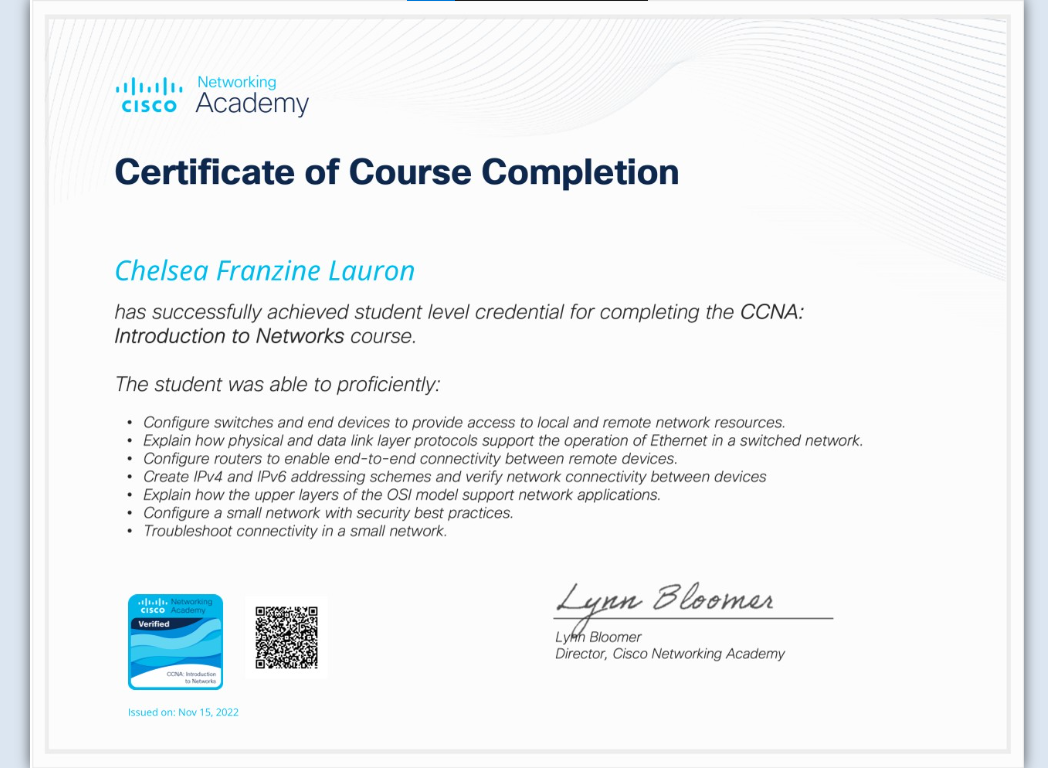 Networking
CISCO Academy
Certificate of Course Completion
Chelsea Franzine Lauron
has successfully achieved student level credential for completing the CCNA:
Introduction to Networks course.
The student was able to proficiently:
• Configure switches and end devices to provide access to local and remote network resources.
• Explain how physical and data link layer protocols support the operation of Ethernet in a switched network.
• Configure routers to enable end-to-end connectivity between remote devices.
• Create IPv4 and IPv6 addressing schemes and verify network connectivity between devices
• Explain how the upper layers of the OSI model support network applications.
• Configure a small network with security best practices.
• Troubleshoot connectivity in a small network.
Networking
CISCO Academy
Verified
CCNA: Introduction
to Networks
Lynn Bloomer
Lynn Bloomer
Director, Cisco Networking Academy
Issued on: Nov 15, 2022